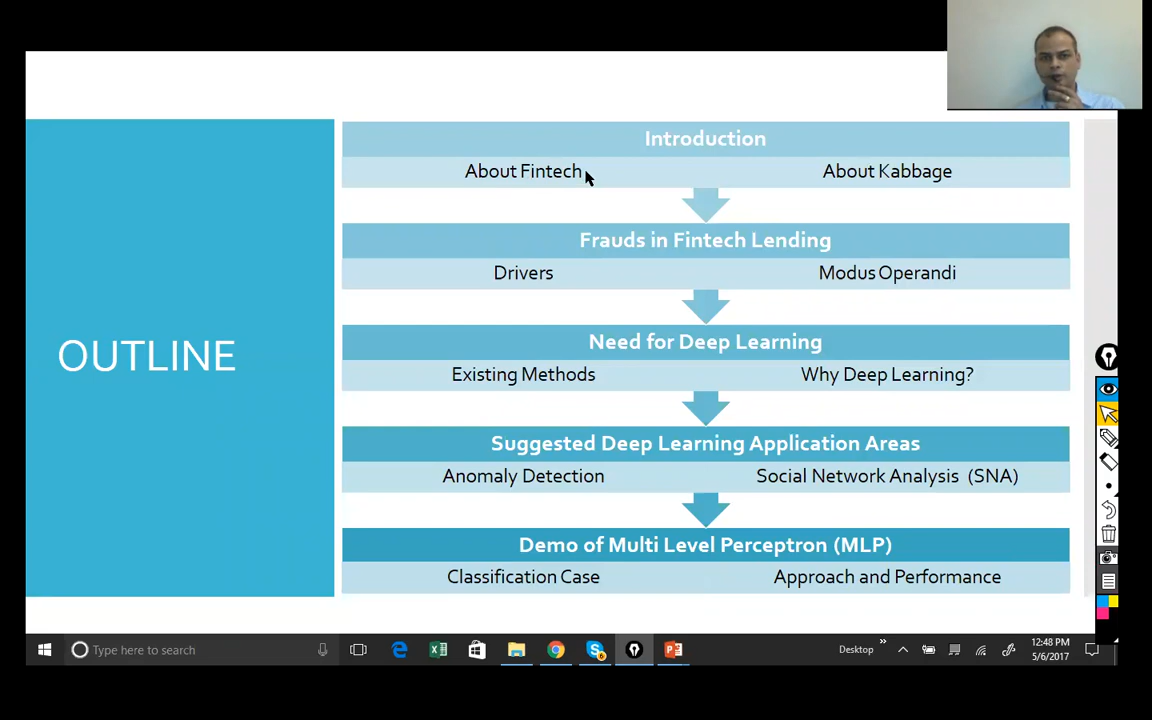 Introduction
About Fintech
About Kabbage
Frauds in Fintech Lending
Drivers
Modus Operandi
OUTLINE
Need for Deep Learning
Existing Methods
Why Deep Learning?
Suggested Deep Learning Application Areas
Anomaly Detection
Social Network Analysis (SNA)
Demo of Multi Level Perceptron (MLP)
Classification Case
Approach and Performance
Type here to search
Desktop
12:48 PM
5/6/2017